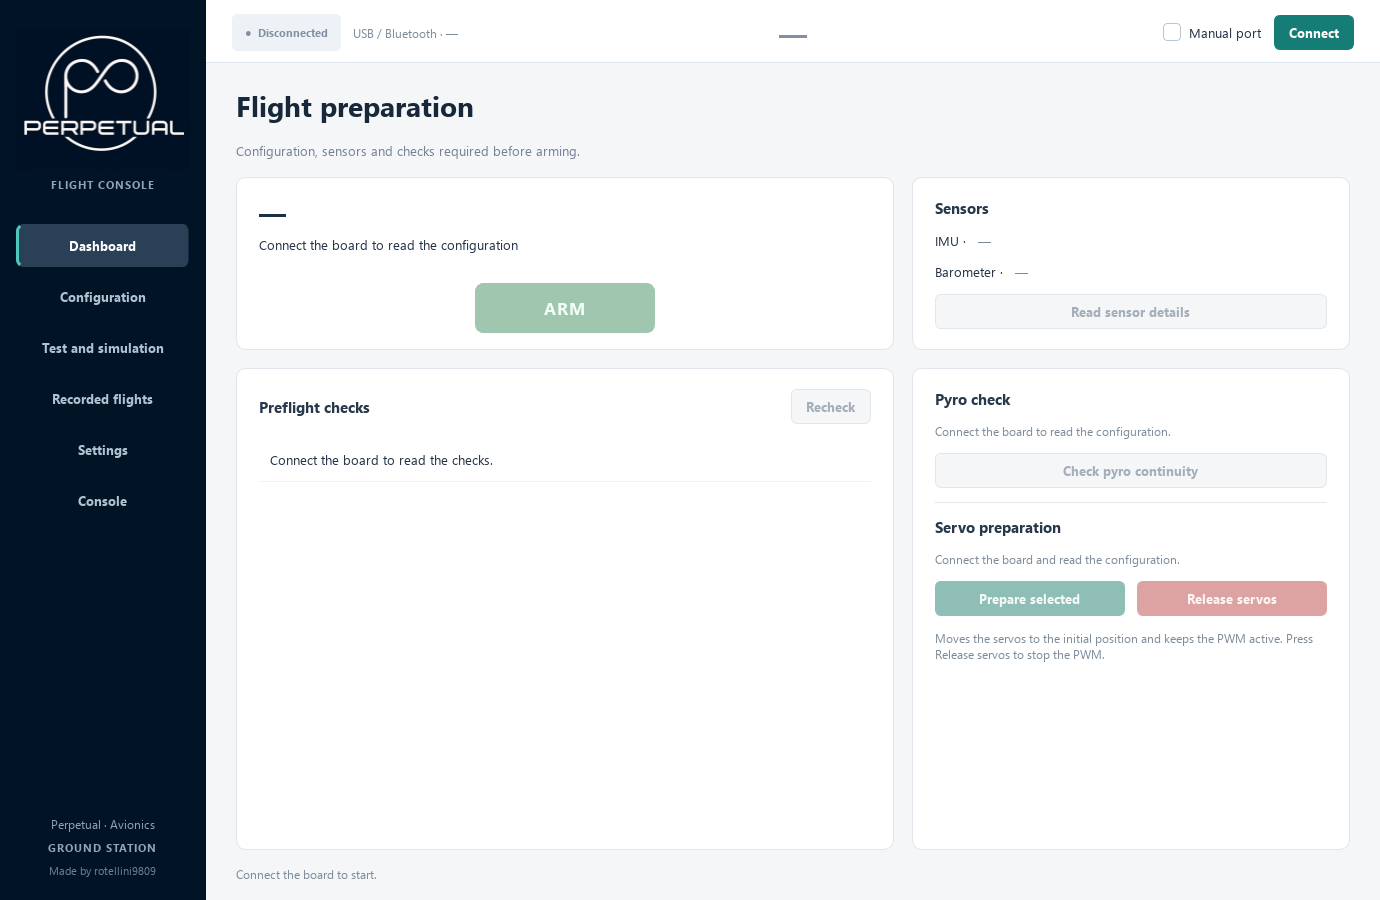 PERPETUAL
FLIGHT CONSOLE
Dashboard
Configuration
Test and simulation
Recorded flights
Settings
Console
Perpetual · Avionics
GROUND STATION
Made by rotellini9809
• Disconnected
USB / Bluetooth · —
—
Manual port
Connect
Flight preparation
Configuration, sensors and checks required before arming.
—
Connect the board to read the configuration
ARM
Sensors
IMU · —
Barometer · —
Read sensor details
Preflight checks
Recheck
Connect the board to read the checks.
Pyro check
Connect the board to read the configuration.
Check pyro continuity
Servo preparation
Connect the board and read the configuration.
Prepare selected
Release servos
Moves the servos to the initial position and keeps the PWM active. Press
Release servos to stop the PWM.
Connect the board to start.